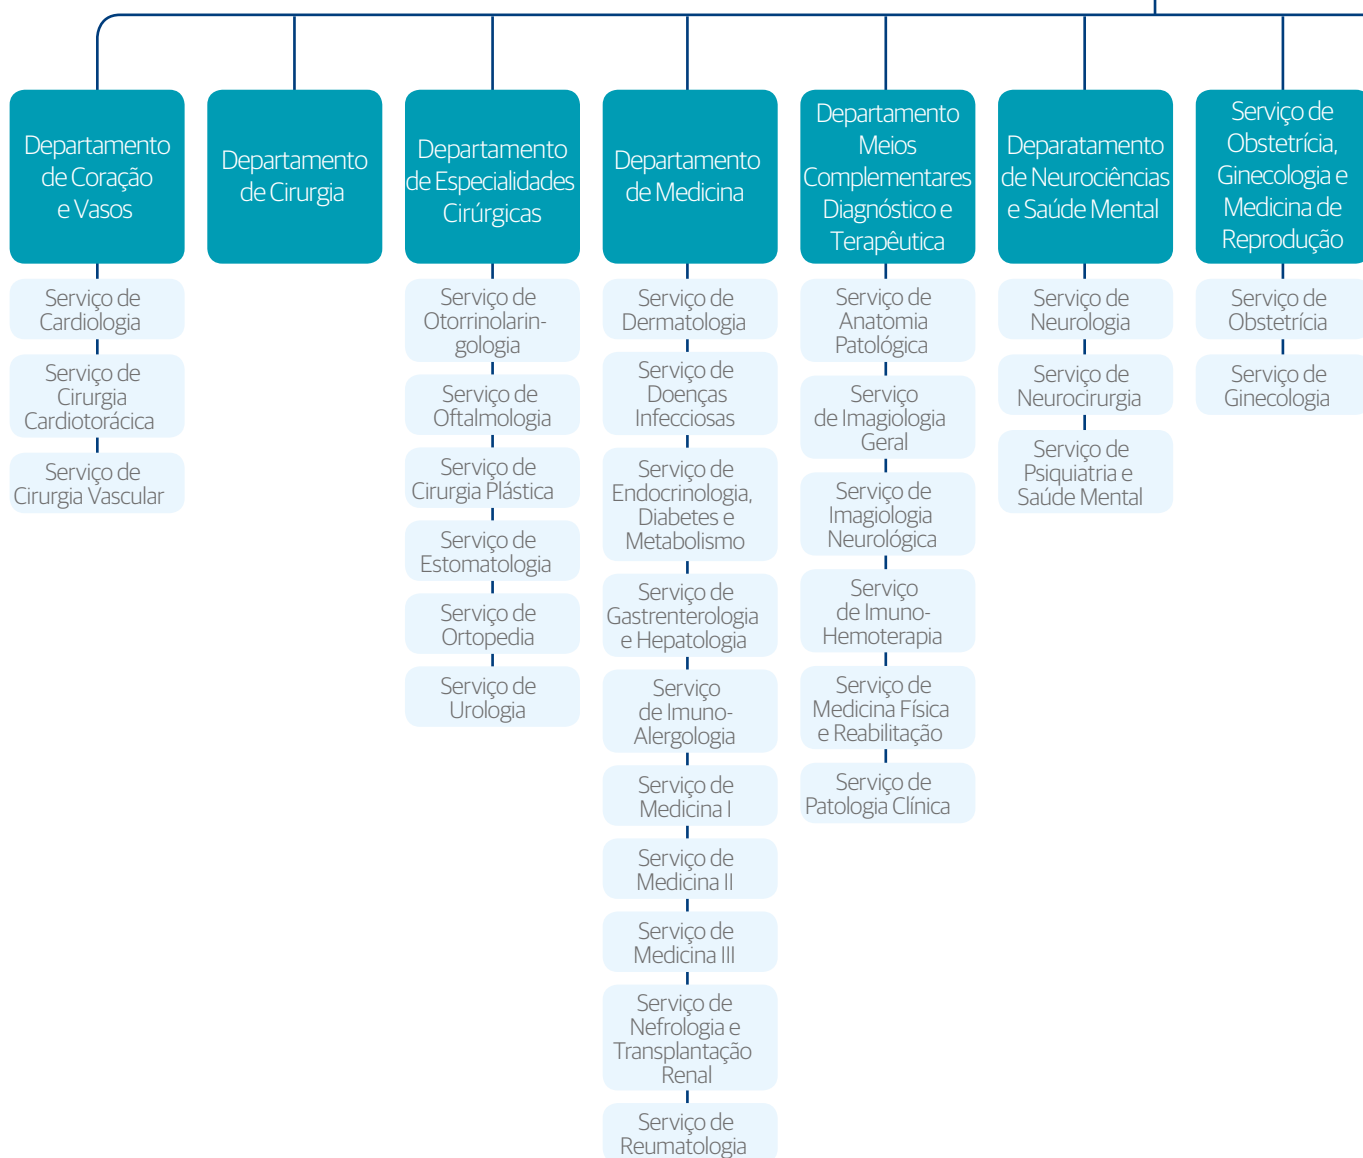 Departamento
de Coração
e Vasos
Serviço de
Cardiologia
Serviço de
Cirurgia
Cardiotorácica
Serviço de
Cirurgia Vascular
Departamento
de Cirurgia
Departamento
de Especialidades
Cirúrgicas
Serviço de
Otorrinolarin-
gologia
Serviço de
Oftalmologia
Serviço de
Cirurgia Plástica
Serviço de
Estomatologia
Serviço de
Ortopedia
Serviço de
Urologia
Departamento
de Medicina
Serviço de
Dermatologia
Serviço de
Doenças
Infecciosas
Serviço de
Endocrinologia,
Diabetes e
Metabolismo
Serviço de
Gastrenterologia
e Hepatologia
Serviço
de Imuno-
Alergologia
Serviço de
Medicina I
Serviço de
Medicina II
Serviço de
Medicina III
Serviço de
Nefrologia e
Transplantação
Renal
Serviço de
Reumatologia
Departamento
Meios
Complementares
Diagnóstico e
Terapêutica
Serviço de
Anatomia
Patológica
Serviço
de Imagiologia
Geral
Serviço de
Imagiologia
Neurológica
Serviço
de Imuno-
Hemoterapia
Serviço de
Medicina Física
e Reabilitação
Serviço de
Patologia Clínica
Deparatamento
de Neurociências
e Saúde Mental
Serviço de
Neurologia
Serviço de
Neurocirurgia
Serviço de
Psiquiatria e
Saúde Mental
Serviço de
Obstetrícia,
Ginecologia e
Medicina de
Reprodução
Serviço de
Obstetrícia
Serviço de
Ginecologia